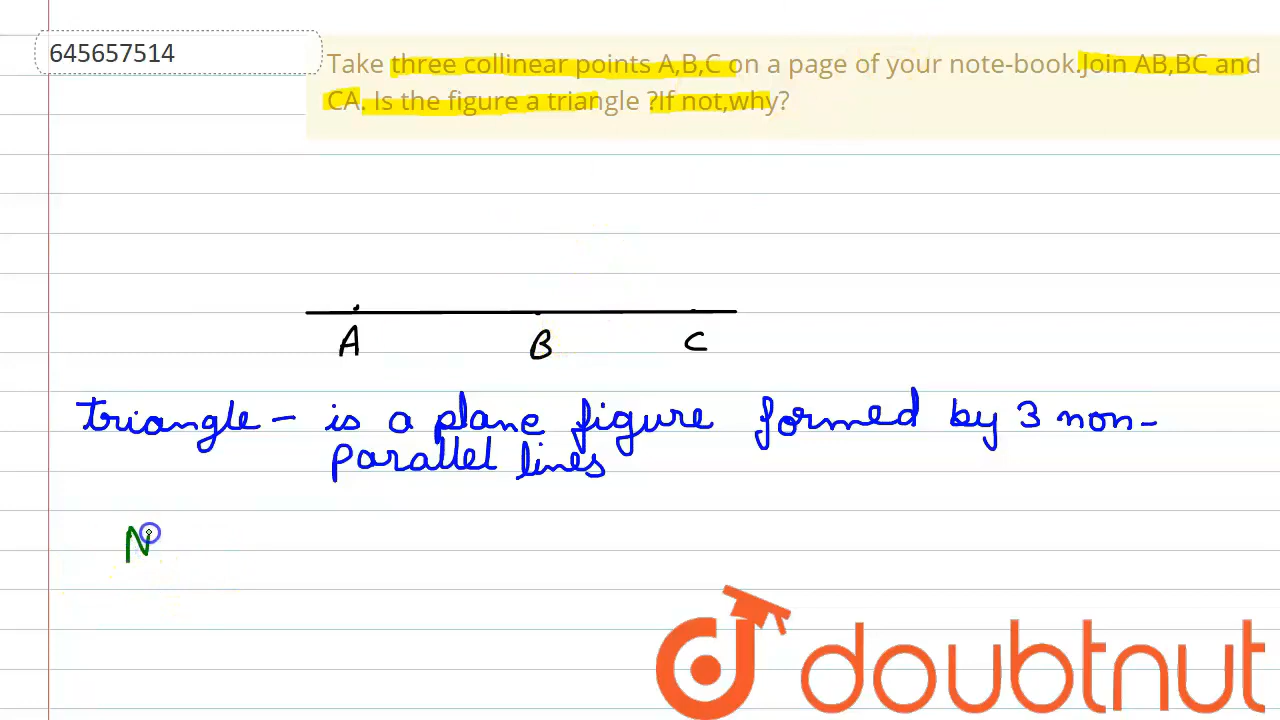 645657514
Take three collinear points A,B,C on a page of your note-book.Join AB,BC and
CA. Is the figure a triangle ?If not,why?
A B C
triangle - is a plane figure formed by 3 non-
parallel lines
N
doubtnut